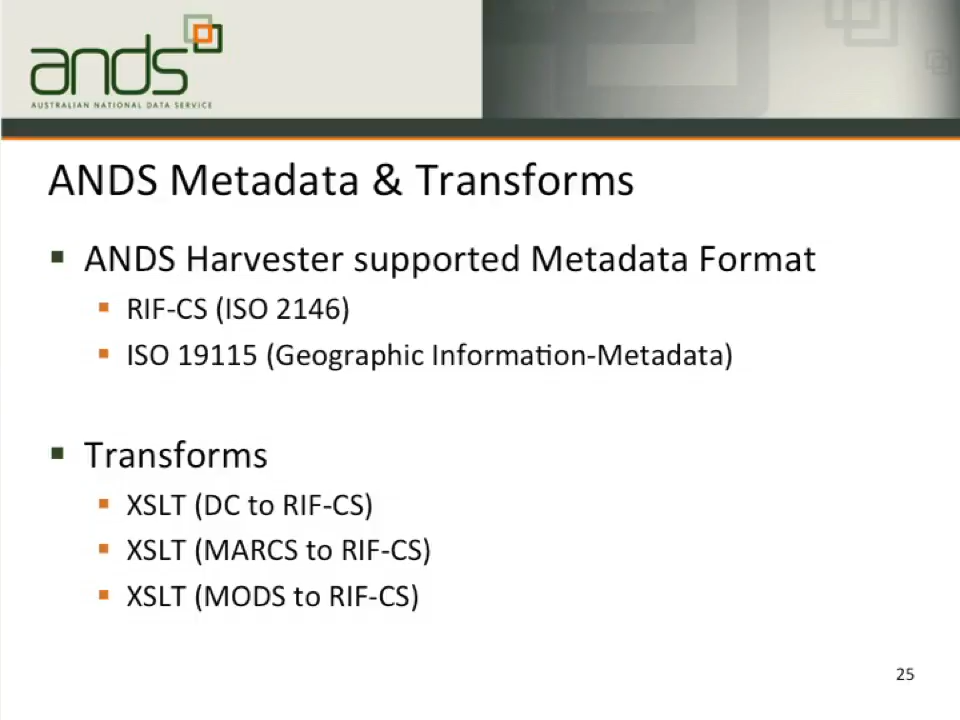 ands
AUSTRALIAN NATIONAL DATA SERVICE
ANDS Metadata & Transforms
ANDS Harvester supported Metadata Format
RIF-CS (ISO 2146)
ISO 19115 (Geographic Information-Metadata)
Transforms
XSLT (DC to RIF-CS)
XSLT (MARCS to RIF-CS)
XSLT (MODS to RIF-CS)
25